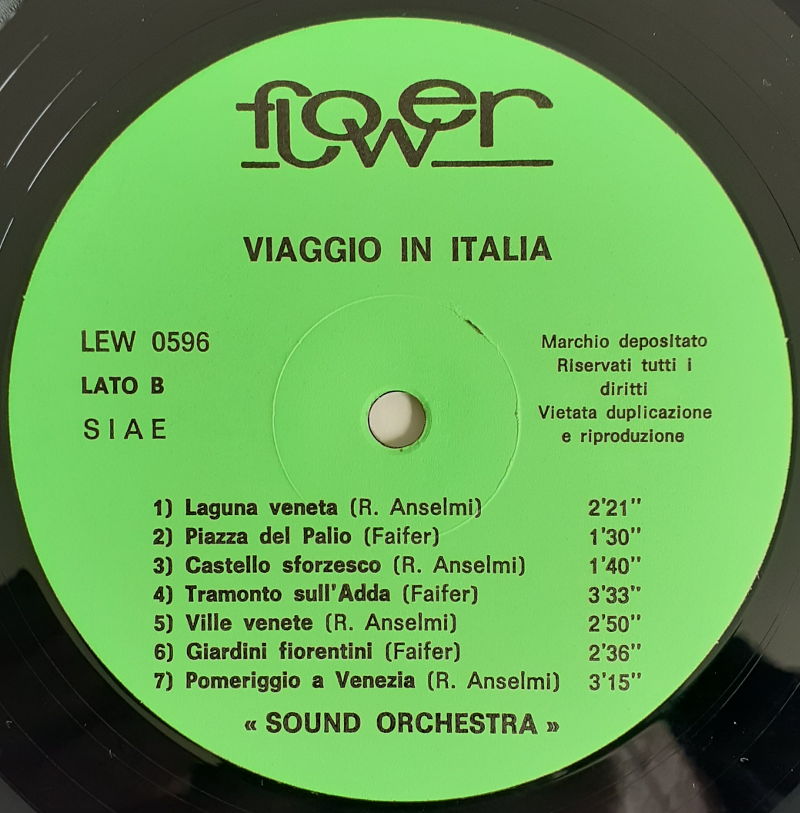 flower
VIAGGIO IN ITALIA
LEW 0596
LATO B
SIAE
Marchio depositato
Riservati tutti i
diritti
Vietata duplicazione
e riproduzione
1) Laguna veneta (R. Anselmi) 2'21"
2) Piazza del Palio (Faifer) 1'30"
3) Castello sforzesco (R. Anselmi) 1'40"
4) Tramonto sull'Adda (Faifer) 3'33"
5) Ville venete (R. Anselmi) 2'50"
6) Giardini fiorentini (Faifer) 2'36"
7) Pomeriggio a Venezia (R. Anselmi) 3'15"
« SOUND ORCHESTRA »